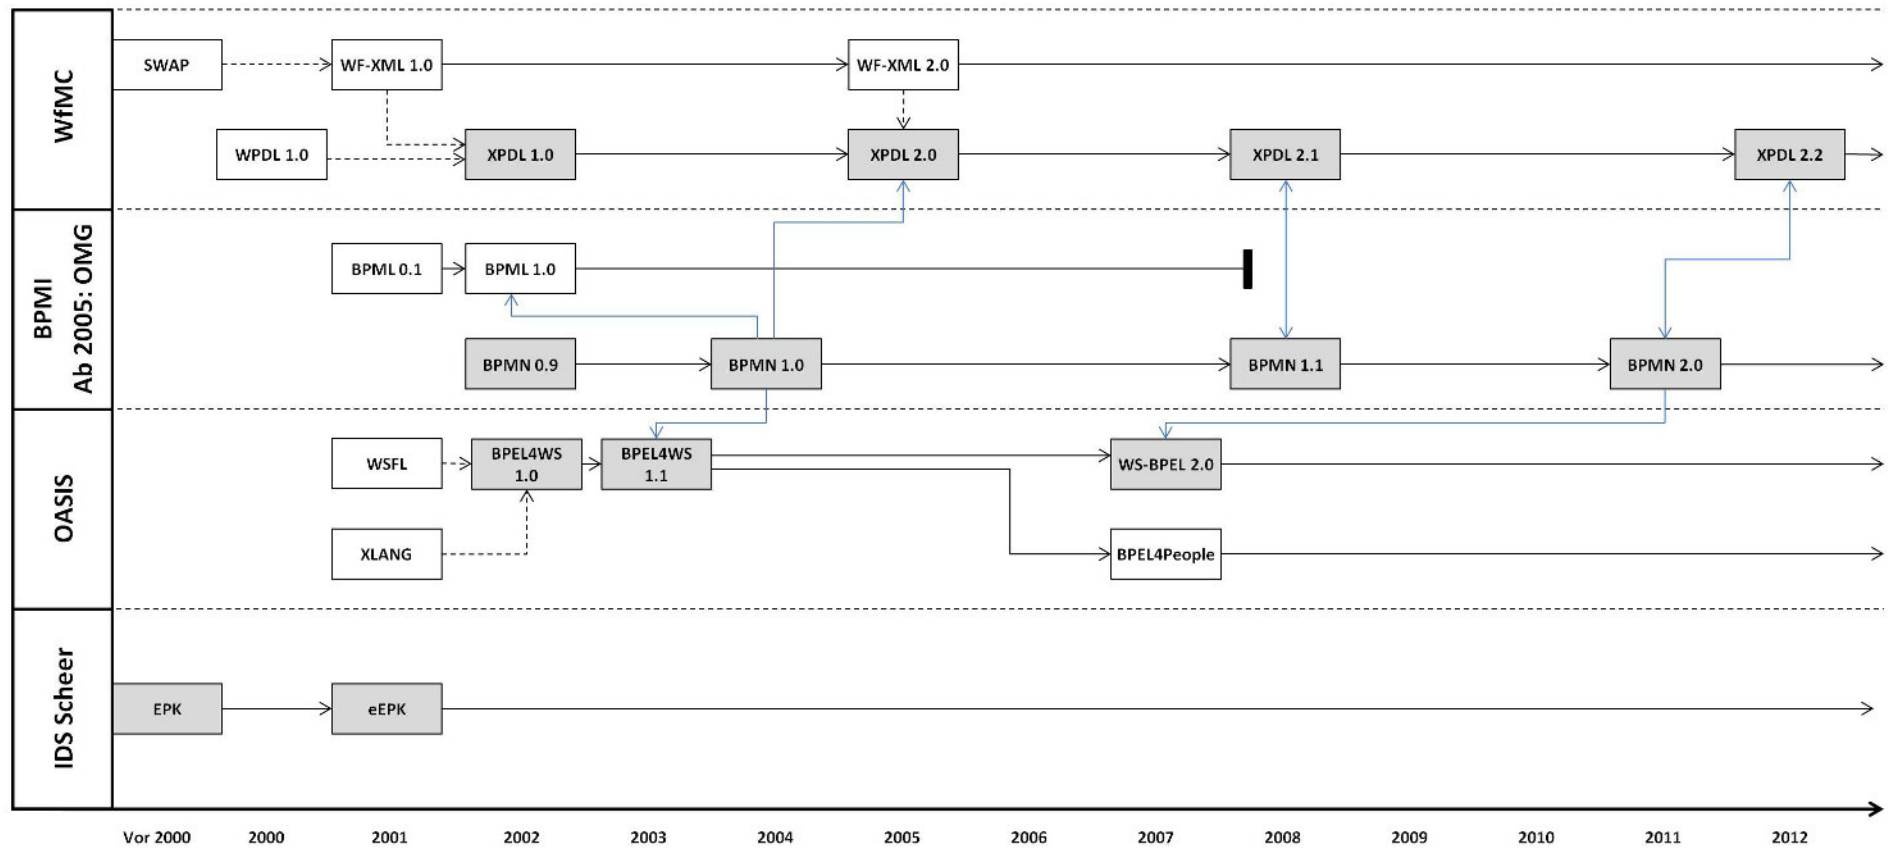 WfMC
SWAP
WF-XML 1.0
WF-XML 2.0
WPDL 1.0
XPDL 1.0
XPDL 2.0
XPDL 2.1
XPDL 2.2
BPMI
Ab 2005: OMG
BPML 0.1
BPML 1.0
BPMN 0.9
BPMN 1.0
BPMN 1.1
BPMN 2.0
OASIS
WSFL
BPEL4WS
1.0
BPEL4WS
1.1
WS-BPEL 2.0
XLANG
BPEL4People
IDS Scheer
EPK
eEPK
Vor 2000
2000
2001
2002
2003
2004
2005
2006
2007
2008
2009
2010
2011
2012